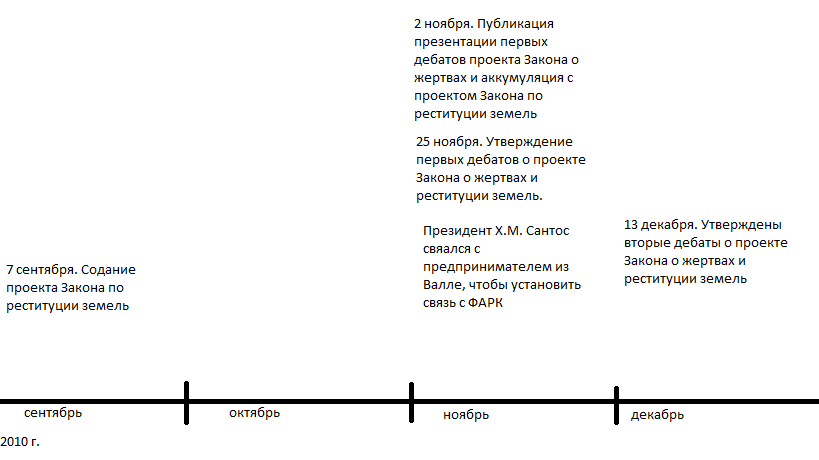 2 ноября. Публикация
презентации первых
дебатов проекта Закона о
жертвах и аккумуляция с
проектом Закона по
реституции земель
25 ноября. Утверждение
первых дебатов о проекте
Закона о жертвах и
реституции земель.
Президент Х.М. Сантос
свяался с
предпринимателем из
Валле, чтобы установить
связь с ФАРК
13 декабря. Утверждены
вторые дебаты о проекте
Закона о жертвах и
реституции земель
7 сентября. Содание
проекта Закона по
реституции земель
сентябрь
октябрь
ноябрь
декабрь
2010 г.